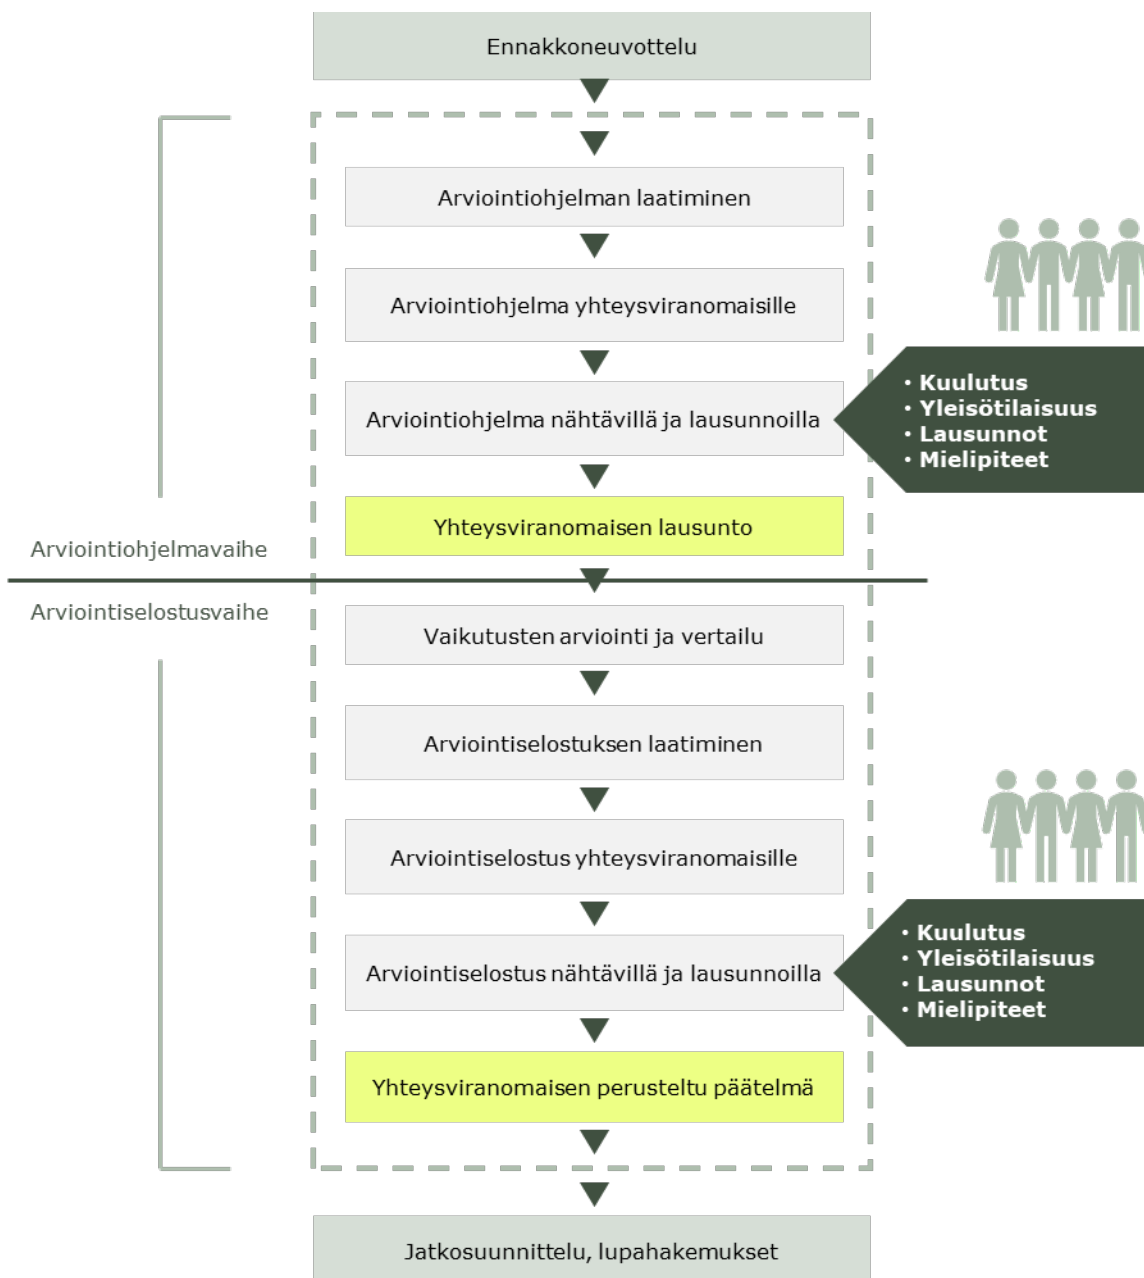 Ennakkoneuvottelu
Arviointiohjelman laatiminen
Arviointiohjelma yhteysviranomaisille
Arviointiohjelma nähtävillä ja lausunnoilla
• Kuulutus
• Yleisötilaisuus
• Lausunnot
• Mielipiteet
Yhteysviranomaisen lausunto
Arviointiohjelmavaihe
Arviointiselostusvaihe
Vaikutusten arviointi ja vertailu
Arviointiselostuksen laatiminen
Arviointiselostus yhteysviranomaisille
Arviointiselostus nähtävillä ja lausunnoilla
• Kuulutus
• Yleisötilaisuus
• Lausunnot
• Mielipiteet
Yhteysviranomaisen perusteltu päätelmä
Jatkosuunnittelu, lupahakemukset